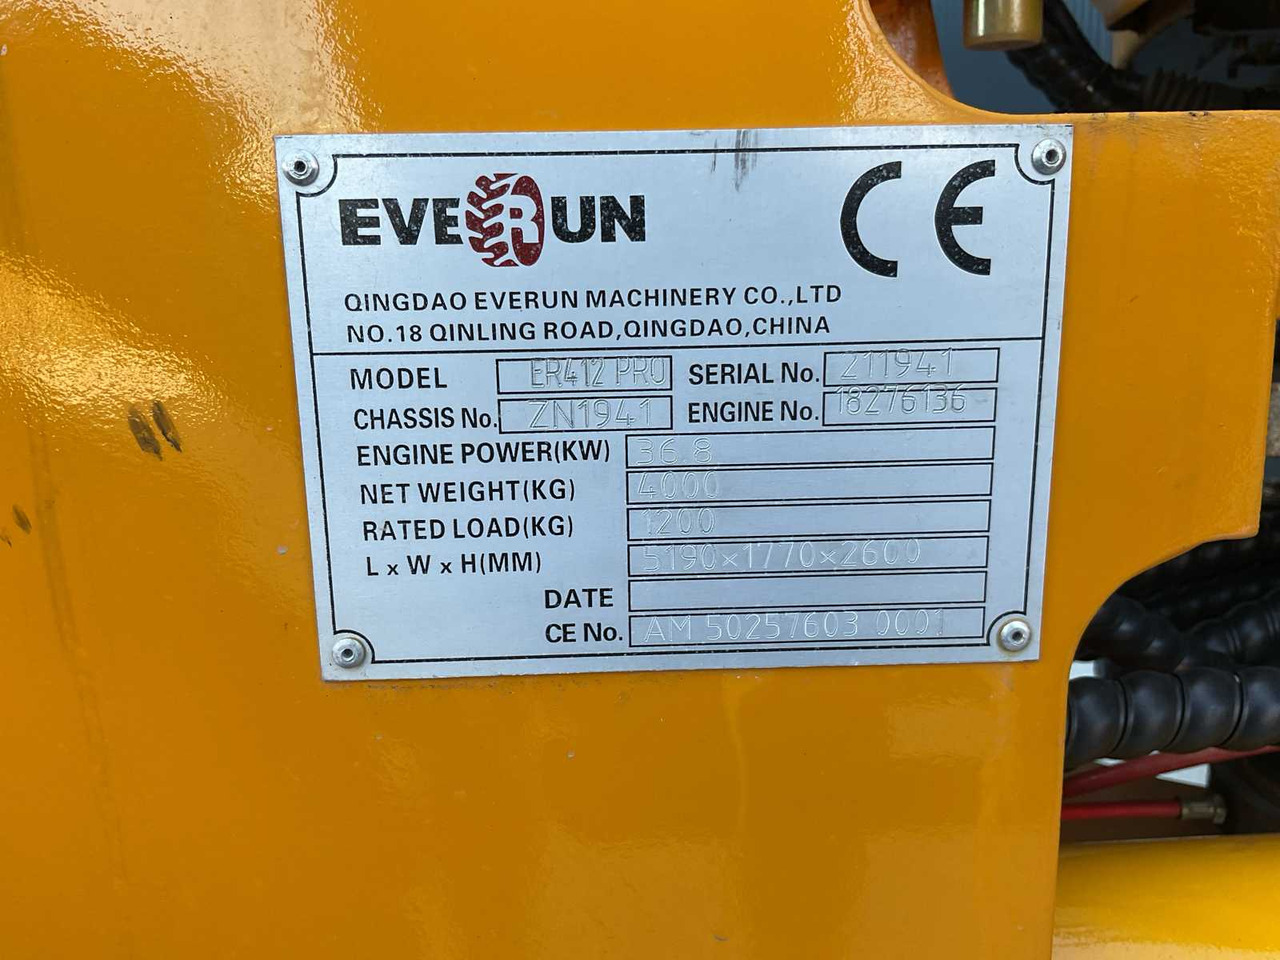 EVERUN CE
QINGDAO EVERUN MACHINERY CO.,LTD
NO.18 QINLING ROAD,QINGDAO,CHINA
MODEL ER412 PRO SERIAL No. 211941
CHASSIS No. ZN1941 ENGINE No. 18276136
ENGINE POWER(KW) 36.8
NET WEIGHT(KG) 4000
RATED LOAD(KG) 1200
L x W x H(MM) 5190×1770×2600
DATE
CE No. AM 50257603 0001